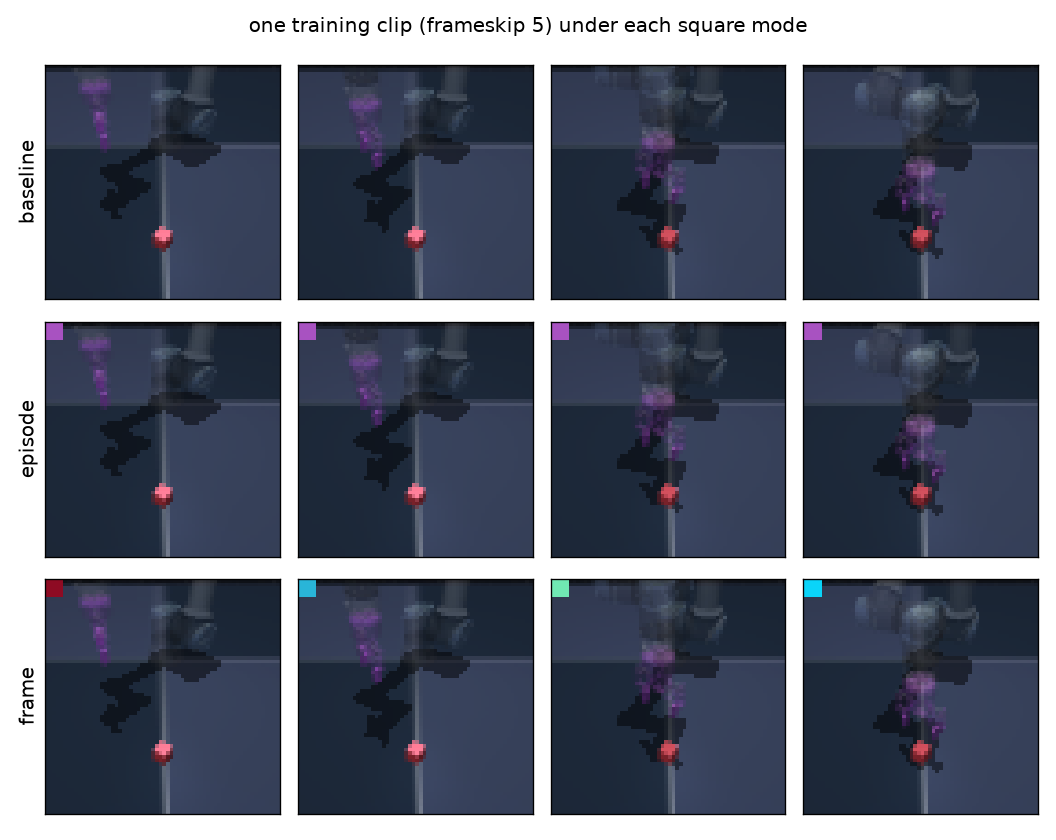 one training clip (frameskip 5) under each square mode
baseline
episode
frame